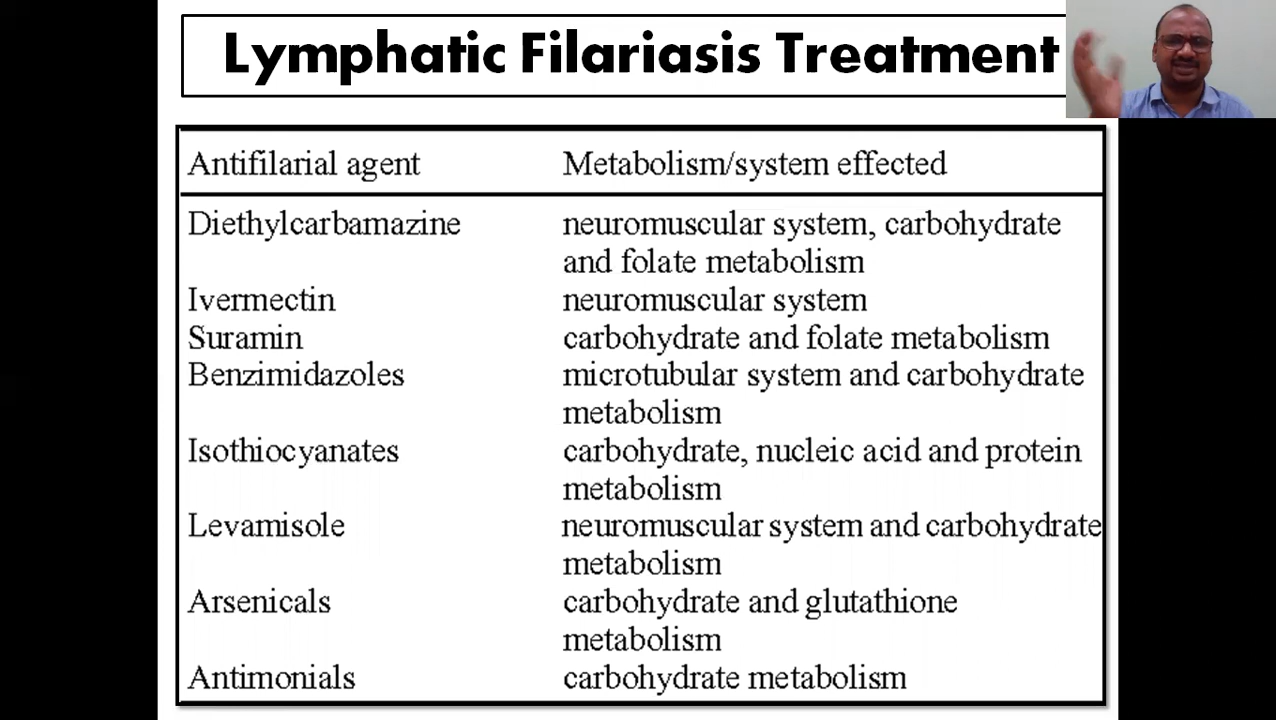 Lymphatic Filariasis Treatment
Antifilarial agent Metabolism/system effected
Diethylcarbamazine neuromuscular system, carbohydrate
and folate metabolism
Ivermectin neuromuscular system
Suramin carbohydrate and folate metabolism
Benzimidazoles microtubular system and carbohydrate
metabolism
Isothiocyanates carbohydrate, nucleic acid and protein
metabolism
Levamisole neuromuscular system and carbohydrate
metabolism
Arsenicals carbohydrate and glutathione
metabolism
Antimonials carbohydrate metabolism